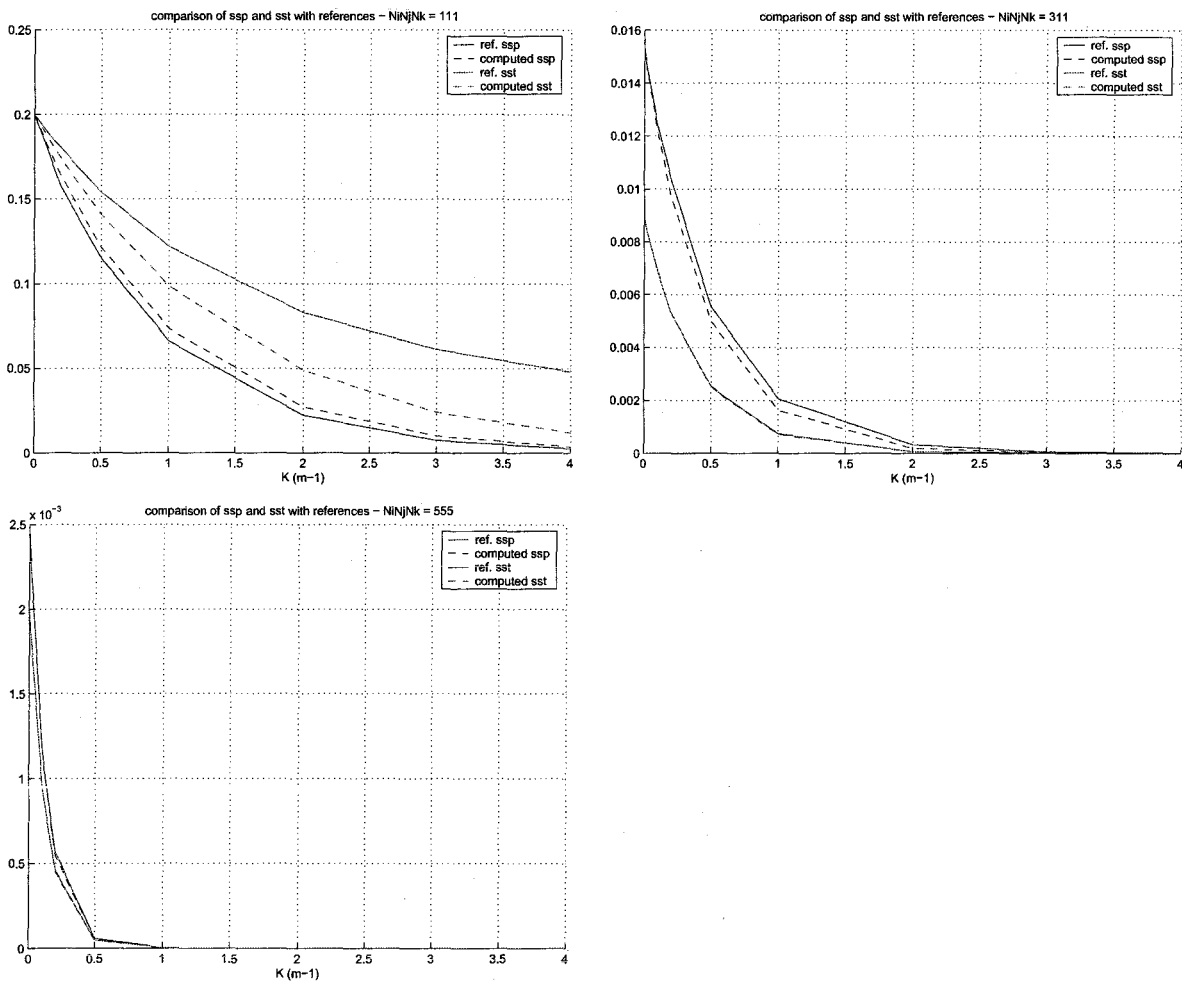 comparison of ssp and sst with references − NiNjNk = 111
0.25
0.2
0.15
0.1
0.05
0
ref. ssp
computed ssp
ref. sst
computed sst
0 0.5 1 1.5 2 2.5 3 3.5 4
K (m−1)
comparison of ssp and sst with references − NiNjNk = 311
0.016
0.014
0.012
0.01
0.008
0.006
0.004
0.002
0
ref. ssp
computed ssp
ref. sst
computed sst
0 0.5 1 1.5 2 2.5 3 3.5 4
K (m−1)
x 10−3
comparison of ssp and sst with references − NiNjNk = 555
2.5
2
1.5
1
0.5
0
ref. ssp
computed ssp
ref. sst
computed sst
0 0.5 1 1.5 2 2.5 3 3.5 4
K (m−1)